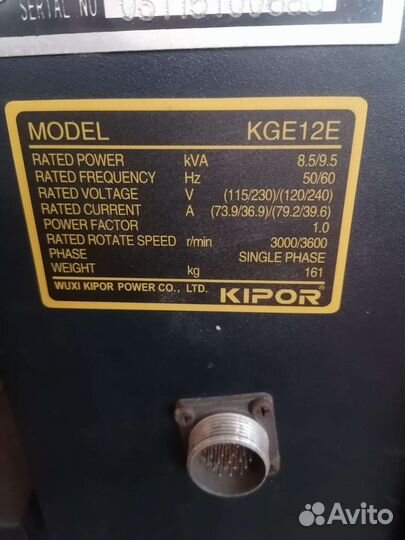 SERIAL NO
MODEL KGE12E
RATED POWER kVA 8.5/9.5
RATED FREQUENCY Hz 50/60
RATED VOLTAGE V (115/230)/(120/240)
RATED CURRENT A (73.9/36.9)/(79.2/39.6)
POWER FACTOR 1.0
RATED ROTATE SPEED r/min 3000/3600
PHASE SINGLE PHASE
WEIGHT kg 161
WUXI KIPOR POWER CO., LTD. KIPOR
Avito